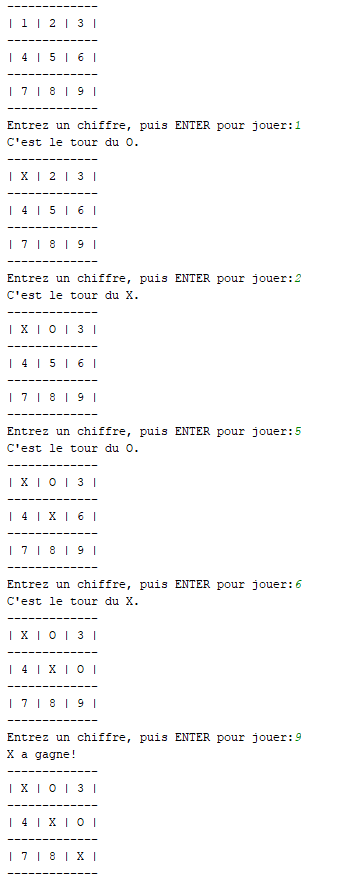 -------------
| 1 | 2 | 3 |
-------------
| 4 | 5 | 6 |
-------------
| 7 | 8 | 9 |
-------------
Entrez un chiffre, puis ENTER pour jouer:1
C'est le tour du O.
-------------
| X | 2 | 3 |
-------------
| 4 | 5 | 6 |
-------------
| 7 | 8 | 9 |
-------------
Entrez un chiffre, puis ENTER pour jouer:2
C'est le tour du X.
-------------
| X | O | 3 |
-------------
| 4 | 5 | 6 |
-------------
| 7 | 8 | 9 |
-------------
Entrez un chiffre, puis ENTER pour jouer:5
C'est le tour du O.
-------------
| X | O | 3 |
-------------
| 4 | X | 6 |
-------------
| 7 | 8 | 9 |
-------------
Entrez un chiffre, puis ENTER pour jouer:6
C'est le tour du X.
-------------
| X | O | 3 |
-------------
| 4 | X | O |
-------------
| 7 | 8 | 9 |
-------------
Entrez un chiffre, puis ENTER pour jouer:9
X a gagne!
-------------
| X | O | 3 |
-------------
| 4 | X | O |
-------------
| 7 | 8 | X |
-------------